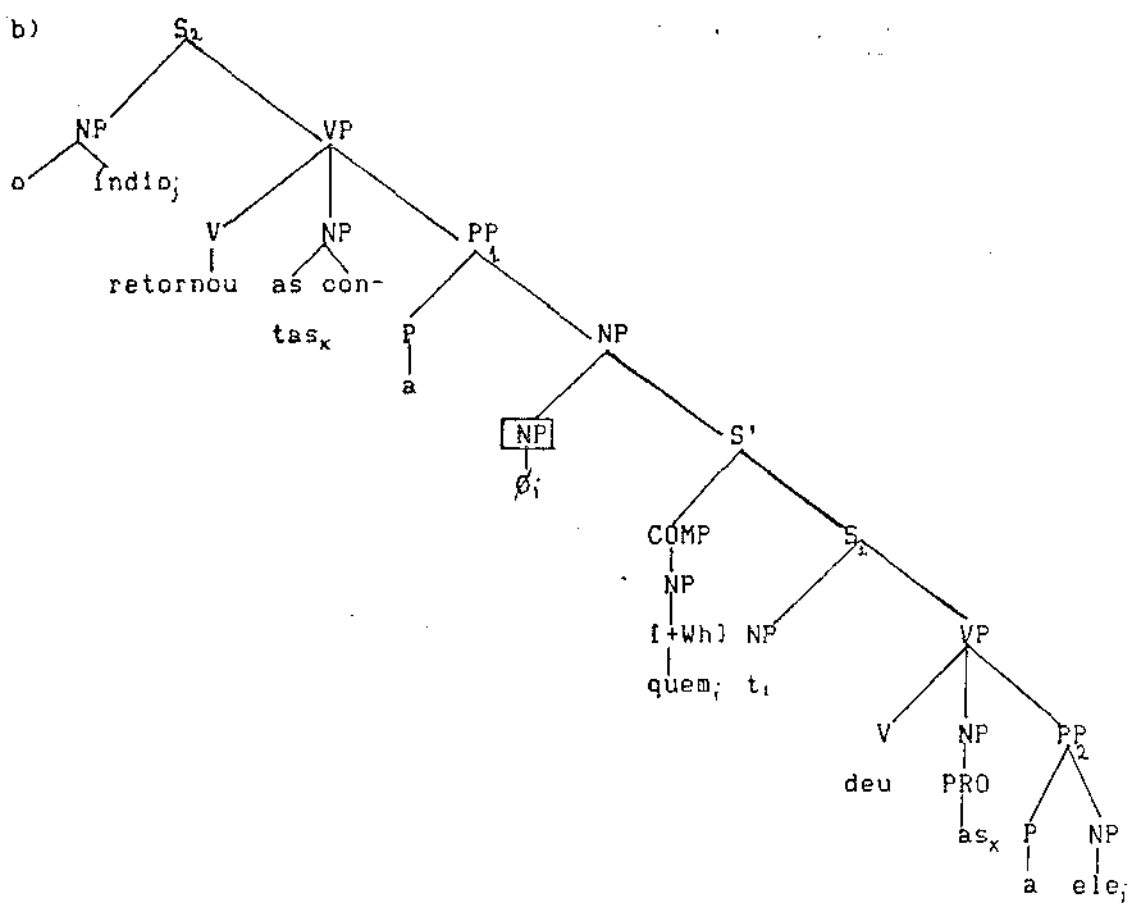 b)
S₂
NP VP
o índioⱼ
V NP PP₁
retornou as con-
tasₓ P NP
a
NP S'
Øᵢ
COMP S₁
NP
[+Wh] NP VP
quemᵢ tᵢ
V NP PP₂
deu PRO
asₓ P NP
a eleⱼ